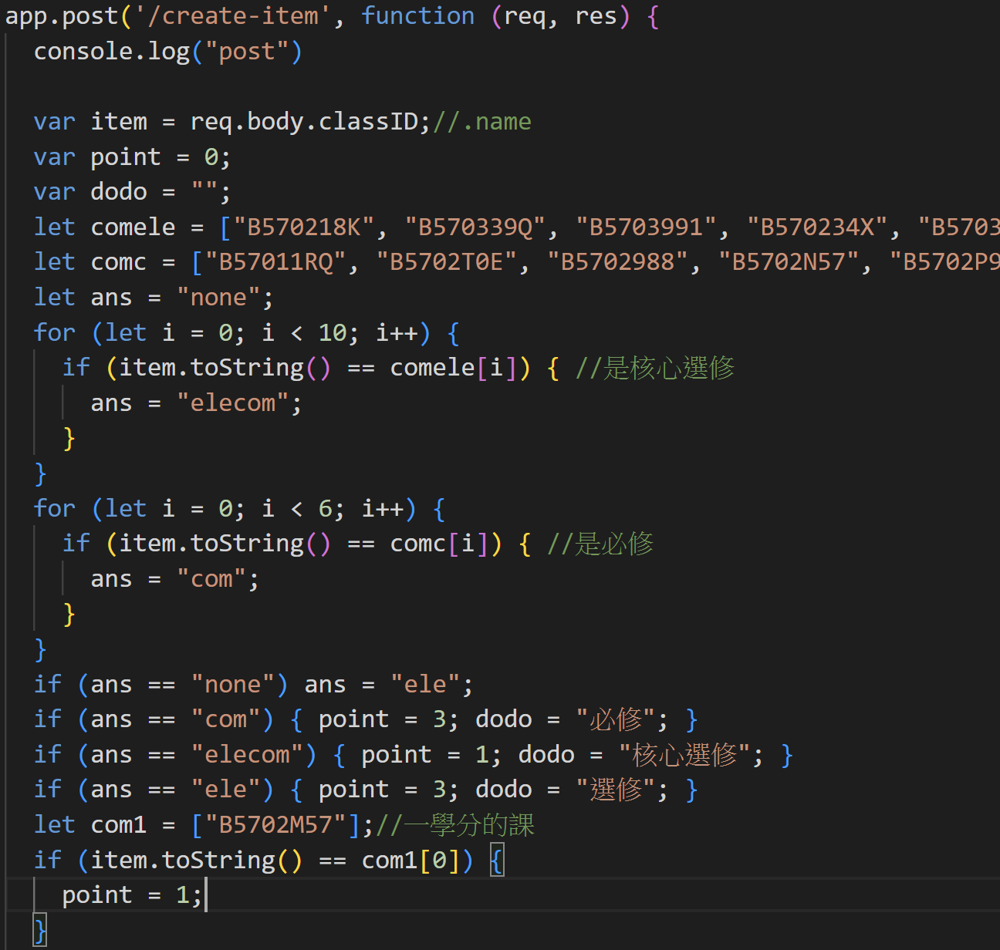 app.post('/create-item', function (req, res) {
console.log("post")
var item = req.body.classID;//.name
var point = 0;
var dodo = "";
let comele = ["B570218K", "B570339Q", "B5703991", "B570234X", "B5703
let comc = ["B57011RQ", "B5702T0E", "B5702988", "B5702N57", "B5702P9
let ans = "none";
for (let i = 0; i < 10; i++) {
if (item.toString() == comele[i]) { //是核心選修
ans = "elecom";
}
}
for (let i = 0; i < 6; i++) {
if (item.toString() == comc[i]) { //是必修
ans = "com";
}
}
if (ans == "none") ans = "ele";
if (ans == "com") { point = 3; dodo = "必修"; }
if (ans == "elecom") { point = 1; dodo = "核心選修"; }
if (ans == "ele") { point = 3; dodo = "選修"; }
let com1 = ["B5702M57"];//一學分的課
if (item.toString() == com1[0]) {
point = 1;
}